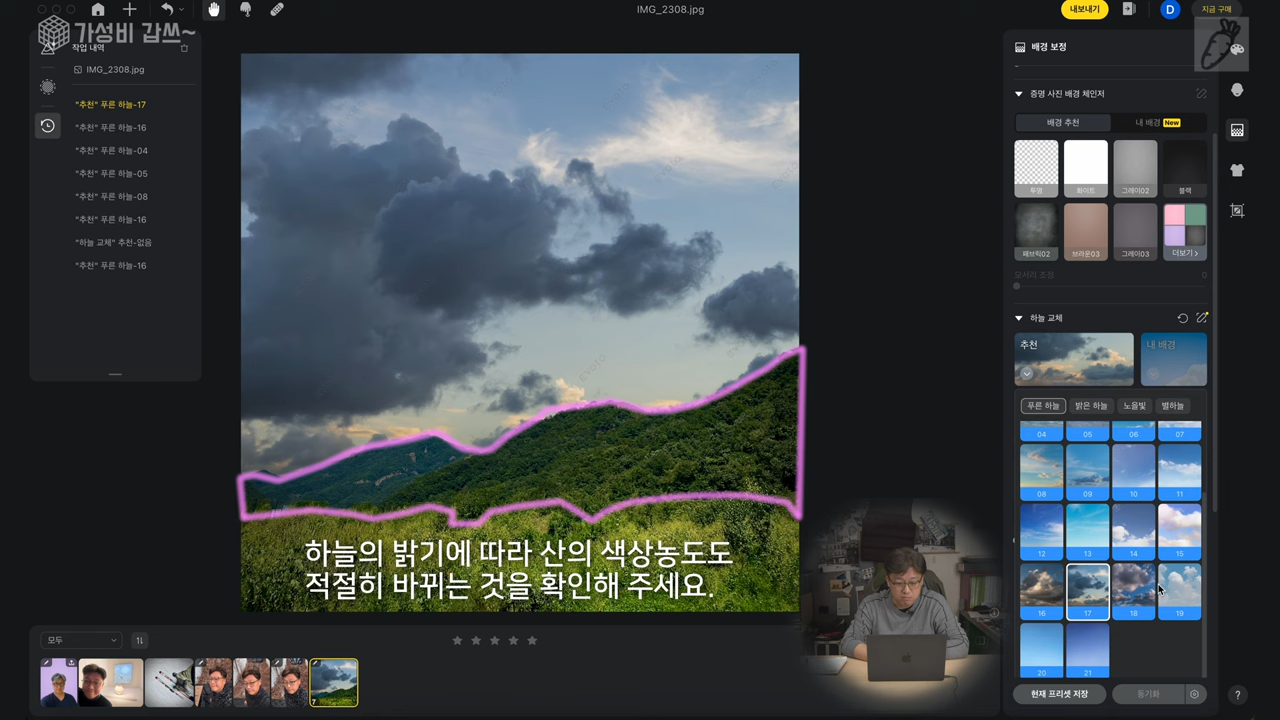 IMG_2308.jpg
내보내기
D
지금 구매
가성비 갑쓰~
작업 내역
IMG_2308.jpg
"추천" 푸른 하늘-17
"추천" 푸른 하늘-16
"추천" 푸른 하늘-04
"추천" 푸른 하늘-05
"추천" 푸른 하늘-08
"추천" 푸른 하늘-16
"하늘 교체" 추천-없음
"추천" 푸른 하늘-16
하늘의 밝기에 따라 산의 색상농도도
적절히 바뀌는 것을 확인해 주세요.
모두
7
배경 보정
증명 사진 배경 체인저
배경 추천
내 배경 New
투명
화이트
그레이02
블랙
패브릭02
브라운03
그레이03
더보기 >
모서리 조정
0
하늘 교체
추천
내 배경
푸른 하늘
밝은 하늘
노을빛
별하늘
04 05 06 07
08 09 10 11
12 13 14 15
16 17 18 19
20 21
현재 프리셋 저장
동기화
?